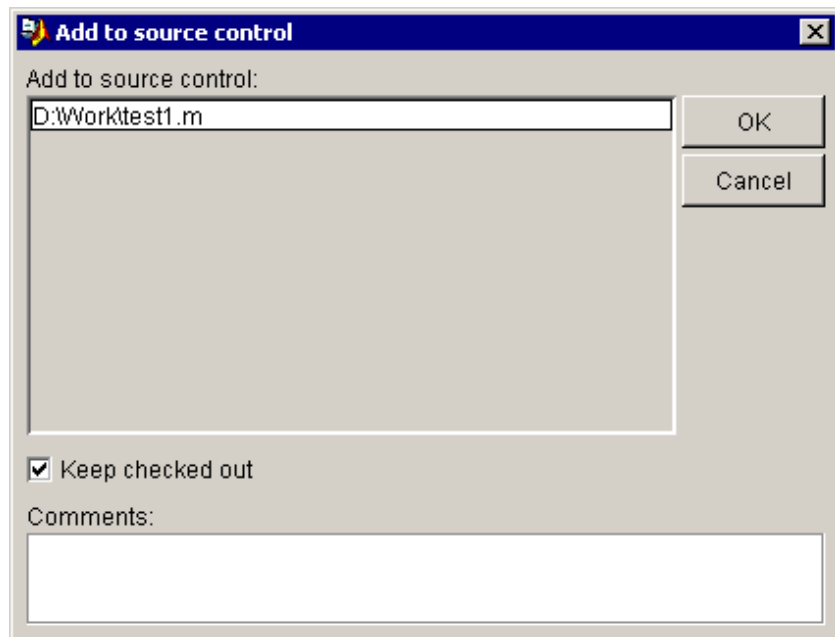 Add to source control
Add to source control:
D:\Work\test1.m
OK
Cancel
Keep checked out
Comments: